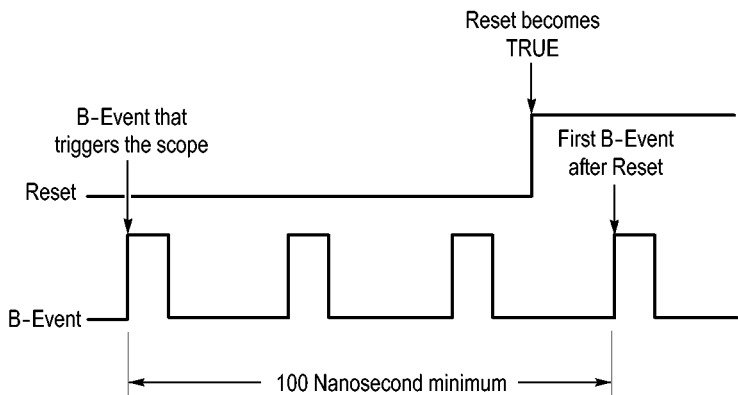 Reset becomes
TRUE
B-Event that
triggers the scope
First B-Event
after Reset
Reset
B-Event
100 Nanosecond minimum